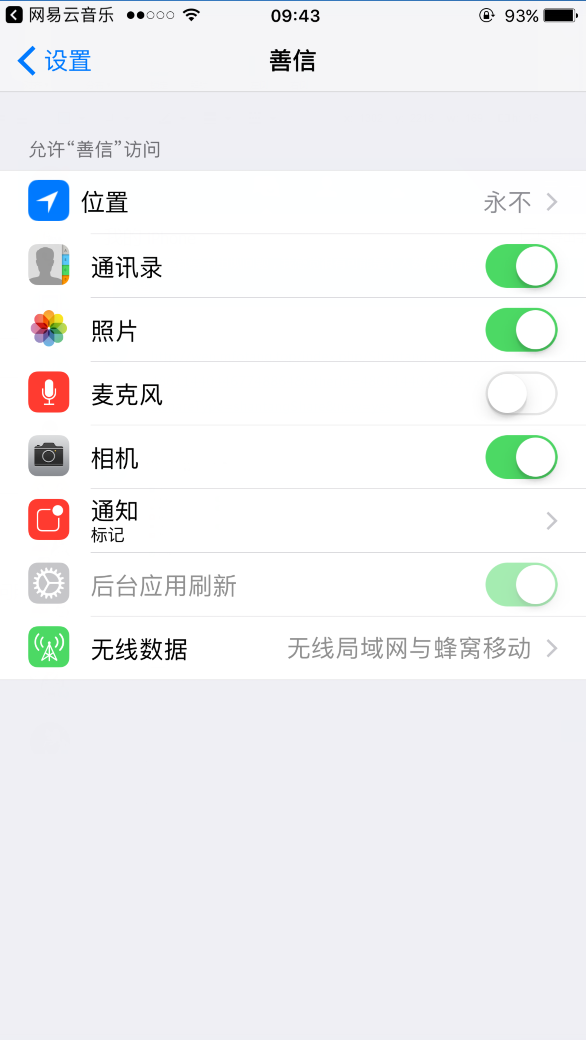 网易云音乐 09:43 93%
设置 善信
允许“善信”访问
位置 永不
通讯录
照片
麦克风
相机
通知
标记
后台应用刷新
无线数据 无线局域网与蜂窝移动